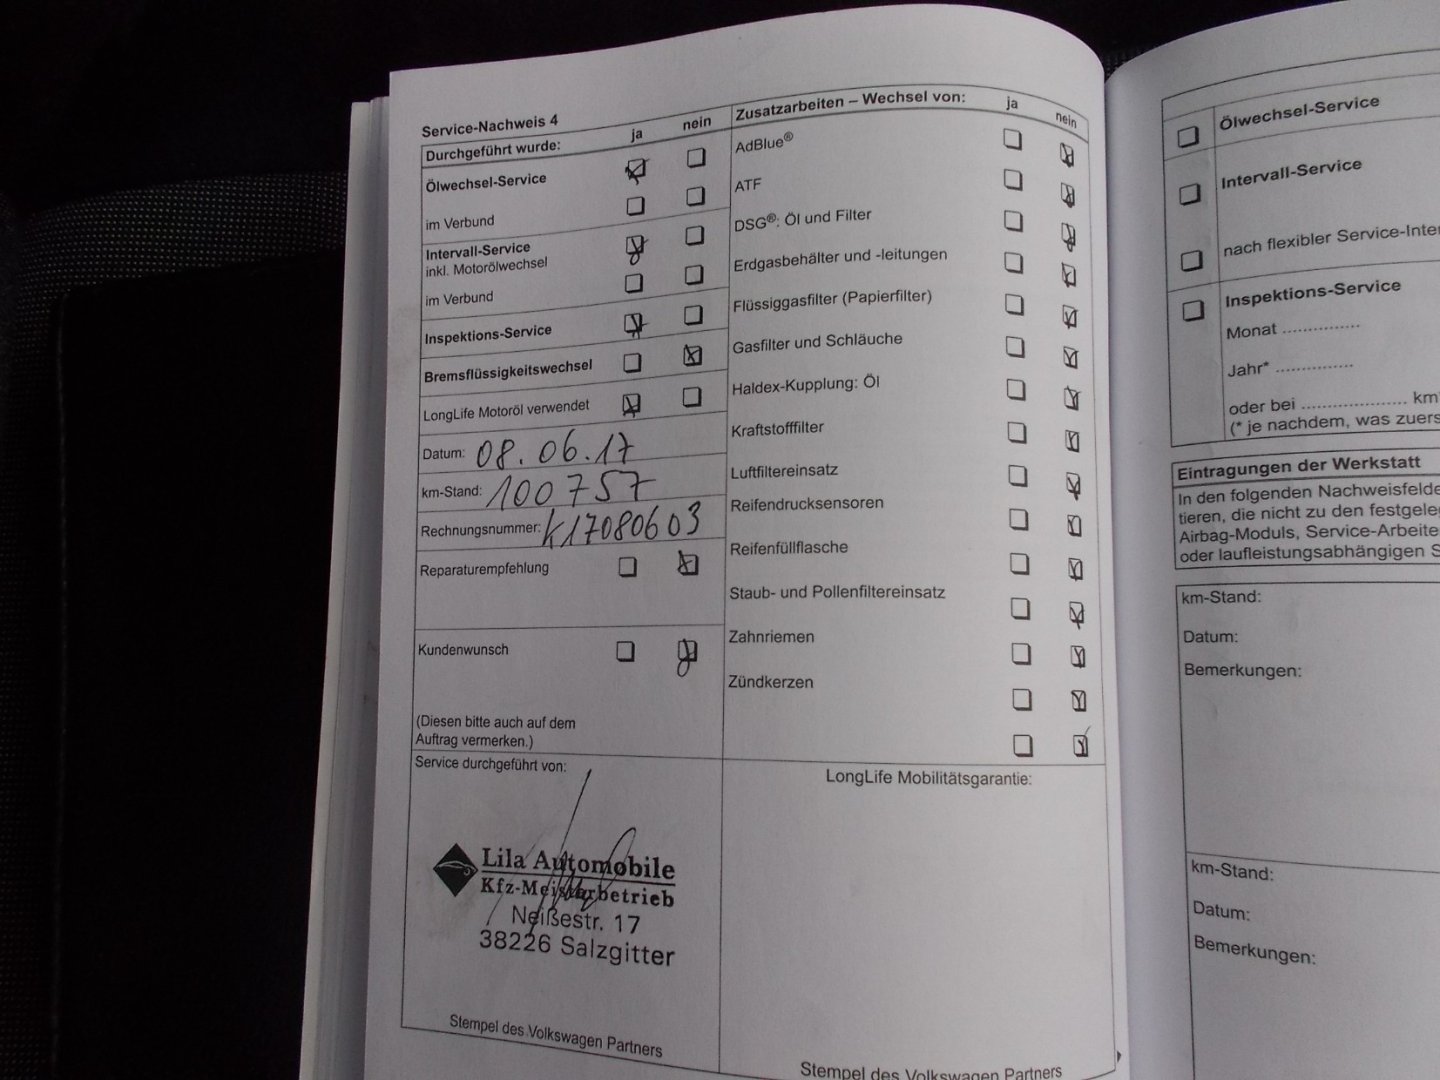 Service-Nachweis 4
Durchgeführt wurde: ja nein
Ölwechsel-Service
im Verbund
Intervall-Service
inkl. Motorölwechsel
im Verbund
Inspektions-Service
Bremsflüssigkeitswechsel
LongLife Motoröl verwendet
Datum: 08.06.17
km-Stand: 100757
Rechnungsnummer: K17080603
Reparaturempfehlung
Kundenwunsch
(Diesen bitte auch auf dem
Auftrag vermerken.)
Service durchgeführt von:
Lila Automobile
Kfz-Meisterbetrieb
Neißestr. 17
38226 Salzgitter
Stempel des Volkswagen Partners
Zusatzarbeiten – Wechsel von: ja nein
AdBlue®
ATF
DSG®: Öl und Filter
Erdgasbehälter und -leitungen
Flüssiggasfilter (Papierfilter)
Gasfilter und Schläuche
Haldex-Kupplung: Öl
Kraftstofffilter
Luftfiltereinsatz
Reifendrucksensoren
Reifenfüllflasche
Staub- und Pollenfiltereinsatz
Zahnriemen
Zündkerzen
LongLife Mobilitätsgarantie:
Stempel des Volkswagen Partners
Ölwechsel-Service
Intervall-Service
nach flexibler Service-Inter
Inspektions-Service
Monat ...............
Jahr* ...............
oder bei .................... km
(* je nachdem, was zuers
Eintragungen der Werkstatt
In den folgenden Nachweisfelde
tieren, die nicht zu den festgeleg
Airbag-Moduls, Service-Arbeite
oder laufleistungsabhängigen S
km-Stand:
Datum:
Bemerkungen:
km-Stand:
Datum:
Bemerkungen: